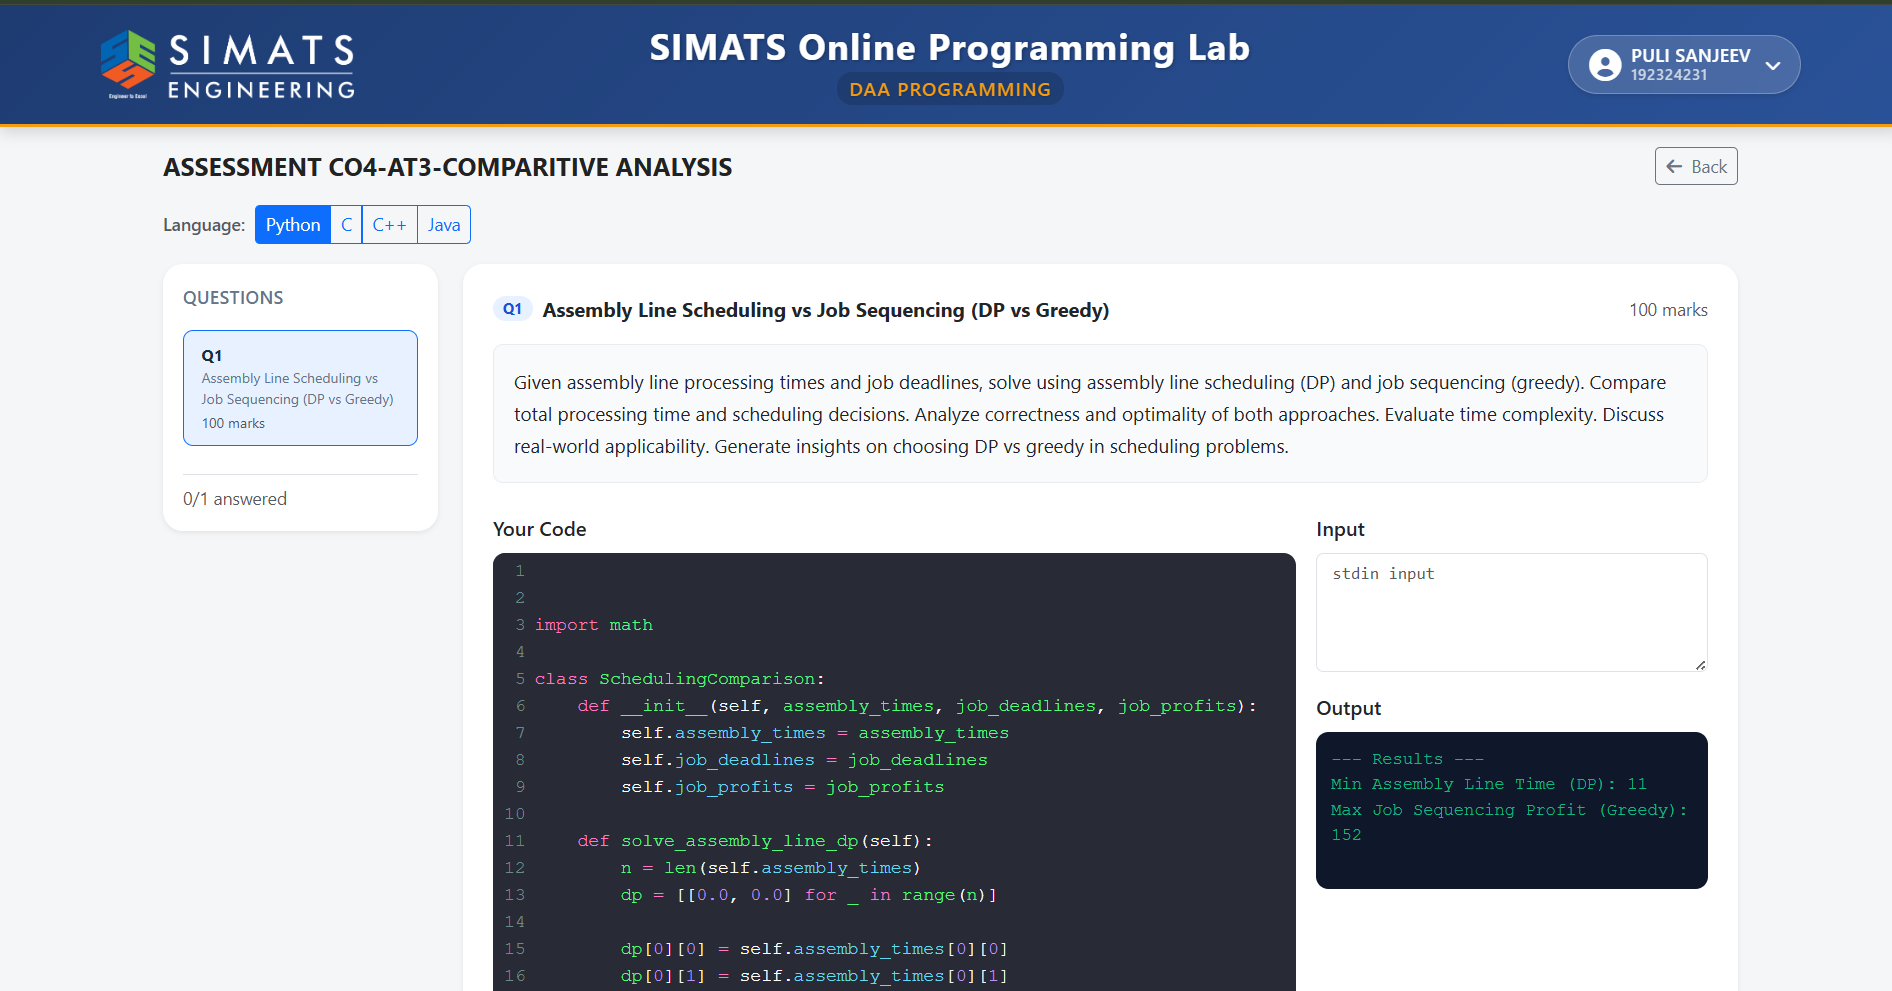 SIMATS
ENGINEERING
Engineer to Excel
SIMATS Online Programming Lab
DAA PROGRAMMING
PULI SANJEEV
192324231
ASSESSMENT CO4-AT3-COMPARITIVE ANALYSIS
Back
Language: Python C C++ Java
QUESTIONS
Q1
Assembly Line Scheduling vs
Job Sequencing (DP vs Greedy)
100 marks
0/1 answered
Q1 Assembly Line Scheduling vs Job Sequencing (DP vs Greedy)
100 marks
Given assembly line processing times and job deadlines, solve using assembly line scheduling (DP) and job sequencing (greedy). Compare
total processing time and scheduling decisions. Analyze correctness and optimality of both approaches. Evaluate time complexity. Discuss
real-world applicability. Generate insights on choosing DP vs greedy in scheduling problems.
Your Code
1
2
3 import math
4
5 class SchedulingComparison:
6     def __init__(self, assembly_times, job_deadlines, job_profits):
7         self.assembly_times = assembly_times
8         self.job_deadlines = job_deadlines
9         self.job_profits = job_profits
10
11     def solve_assembly_line_dp(self):
12         n = len(self.assembly_times)
13         dp = [[0.0, 0.0] for _ in range(n)]
14
15         dp[0][0] = self.assembly_times[0][0]
16         dp[0][1] = self.assembly_times[0][1]
Input
stdin input
Output
--- Results ---
Min Assembly Line Time (DP): 11
Max Job Sequencing Profit (Greedy):
152